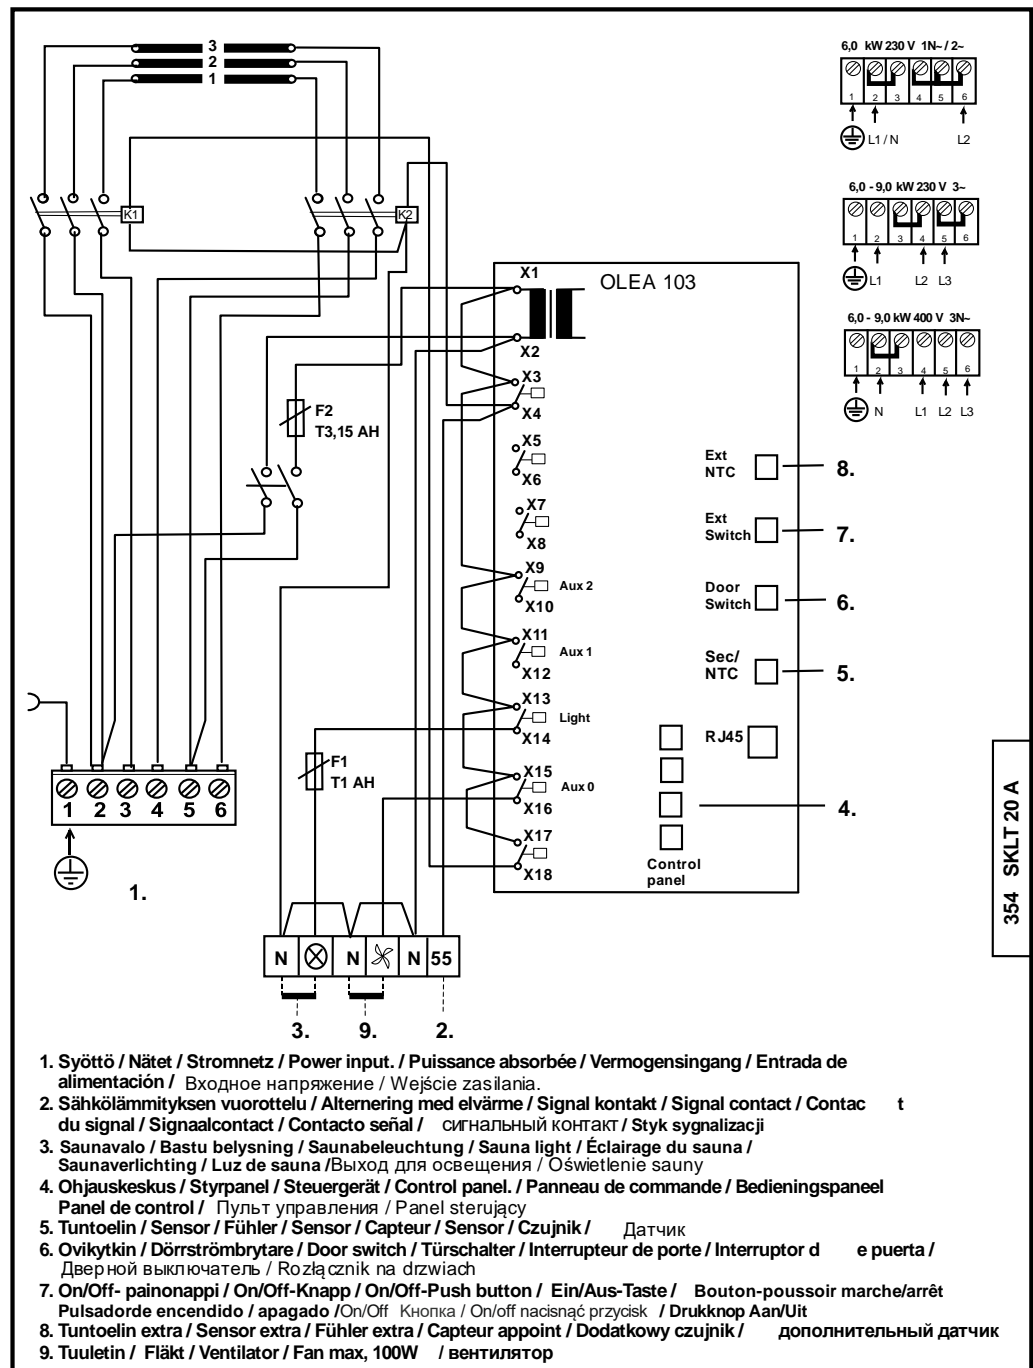 3
2
1
6,0 kW 230 V 1N~ / 2~
1 2 3 4 5 6
L1 / N L2
K1
K2
6,0 - 9,0 kW 230 V 3~
1 2 3 4 5 6
L1 L2 L3
X1
OLEA 103
X2
6,0 - 9,0 kW 400 V 3N~
1 2 3 4 5 6
N L1 L2 L3
X3
X4
F2
T3,15 AH
X5
X6
Ext
NTC
8.
X7
X8
Ext
Switch
7.
X9
Aux 2
X10
Door
Switch
6.
X11
Aux 1
X12
Sec/
NTC
5.
X13
Light
X14
RJ45
F1
T1 AH
X15
Aux 0
X16
4.
X17
X18
Control
panel
1 2 3 4 5 6
1.
354 SKLT 20 A
N N N 55
3. 9. 2.
1. Syöttö / Nätet / Stromnetz / Power input. / Puissance absorbée / Vermogensingang / Entrada de
alimentación / Входное напряжение / Wejście zasilania.
2. Sähkölämmityksen vuorottelu / Alternering med elvärme / Signal kontakt / Signal contact / Contac t
du signal / Signaalcontact / Contacto señal / сигнальный контакт / Styk sygnalizacji
3. Saunavalo / Bastu belysning / Saunabeleuchtung / Sauna light / Éclairage du sauna /
Saunaverlichting / Luz de sauna /Выход для освещения / Oświetlenie sauny
4. Ohjauskeskus / Styrpanel / Steuergerät / Control panel. / Panneau de commande / Bedieningspaneel
Panel de control / Пульт управления / Panel sterujący
5. Tuntoelin / Sensor / Fühler / Sensor / Capteur / Sensor / Czujnik / Датчик
6. Ovikytkin / Dörrströmbrytare / Door switch / Türschalter / Interrupteur de porte / Interruptor d e puerta /
Дверной выключатель / Rozłącznik na drzwiach
7. On/Off- painonappi / On/Off-Knapp / On/Off-Push button / Ein/Aus-Taste / Bouton-poussoir marche/arrêt
Pulsadorde encendido / apagado /On/Off Кнопка / On/off nacisnąć przycisk / Drukknop Aan/Uit
8. Tuntoelin extra / Sensor extra / Fühler extra / Capteur appoint / Dodatkowy czujnik / дополнительный датчик
9. Tuuletin / Fläkt / Ventilator / Fan max, 100W / вентилятор